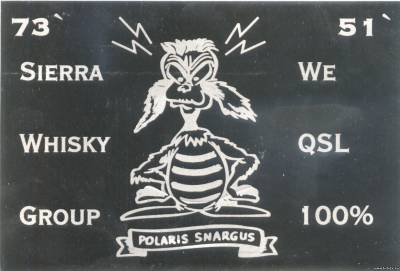 73` 51`
SIERRA WE
WHISKY QSL
GROUP 100%
POLARIS SNARGUS